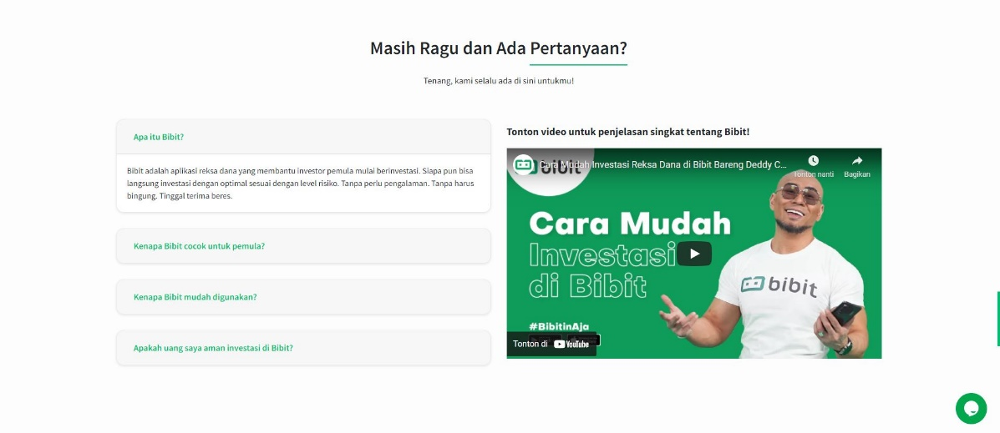 Masih Ragu dan Ada Pertanyaan?
Tenang, kami selalu ada di sini untukmu!
Apa itu Bibit?
Bibit adalah aplikasi reksa dana yang membantu investor pemula mulai berinvestasi. Siapa pun bisa
langsung investasi dengan optimal sesuai dengan level risiko. Tanpa perlu pengalaman. Tanpa harus
bingung. Tinggal terima beres.
Kenapa Bibit cocok untuk pemula?
Kenapa Bibit mudah digunakan?
Apakah uang saya aman investasi di Bibit?
Tonton video untuk penjelasan singkat tentang Bibit!
bibit
Cara Mudah Investasi Reksa Dana di Bibit Bareng Deddy C...
Tonton nanti
Bagikan
Cara Mudah
Investasi
di Bibit
bibit
#BibitinAja
Tonton di YouTube